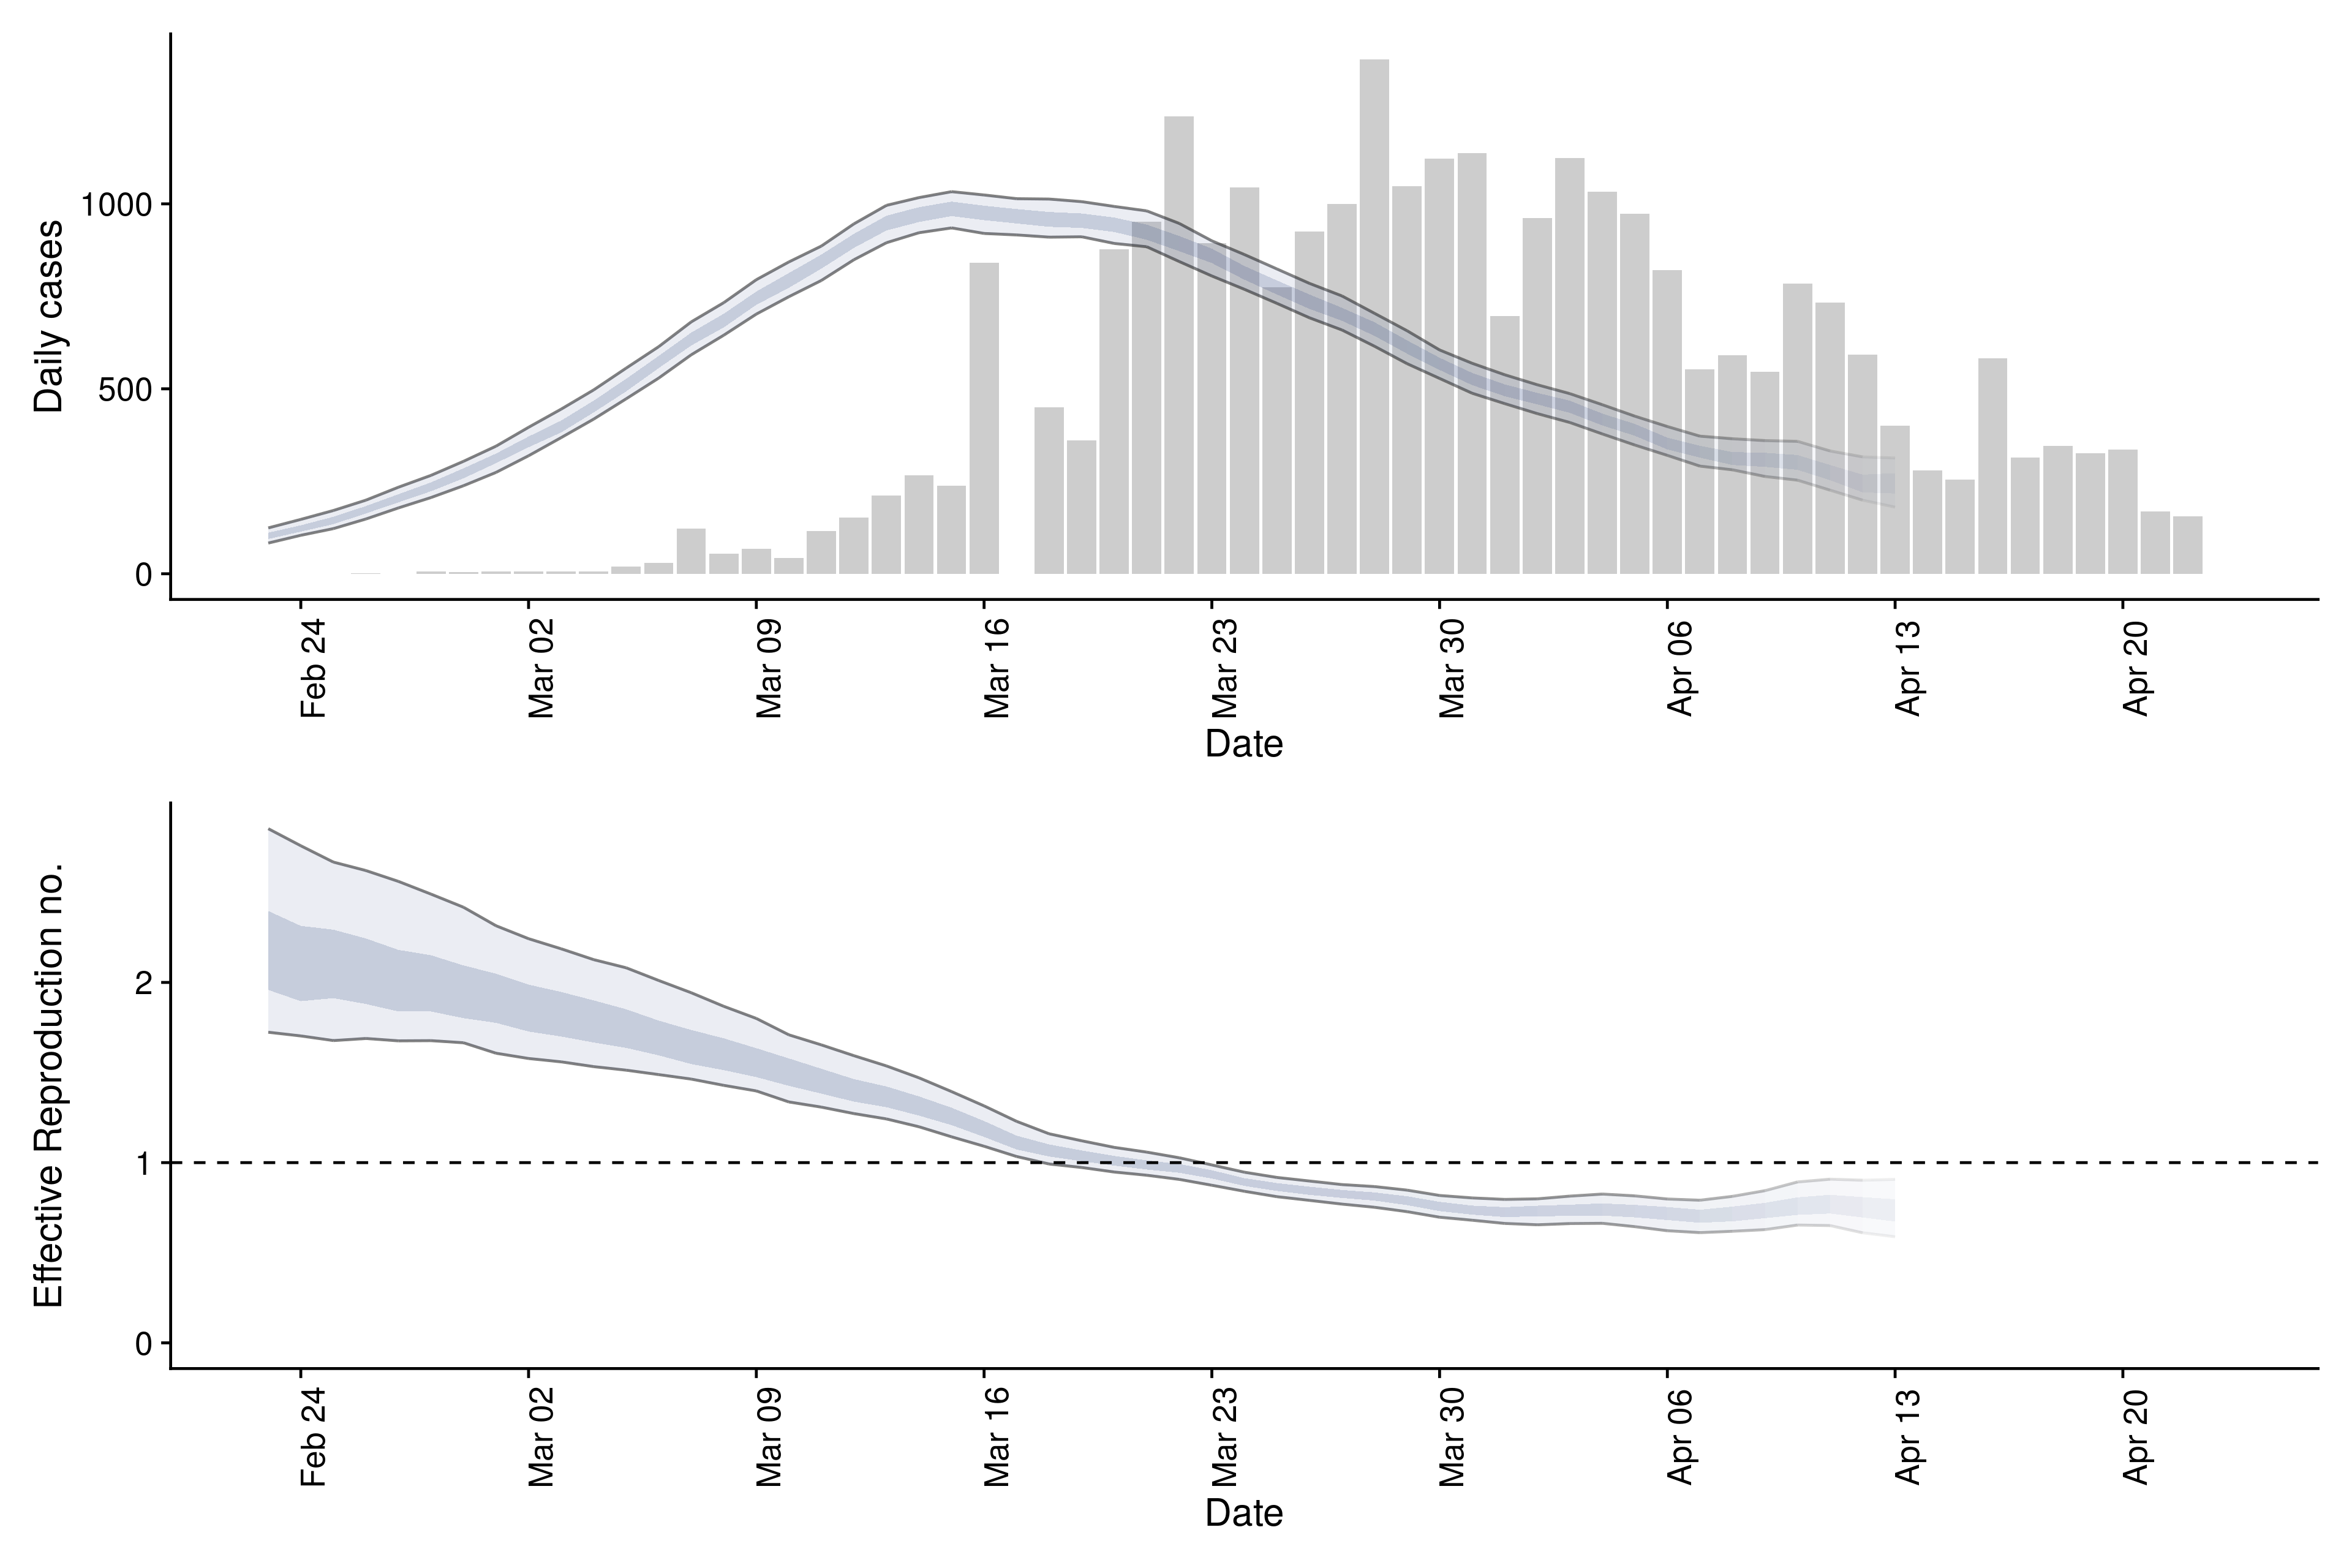 Daily cases
1000
500
0
Feb 24
Mar 02
Mar 09
Mar 16
Mar 23
Mar 30
Apr 06
Apr 13
Apr 20
Date
Effective Reproduction no.
2
1
0
Feb 24
Mar 02
Mar 09
Mar 16
Mar 23
Mar 30
Apr 06
Apr 13
Apr 20
Date